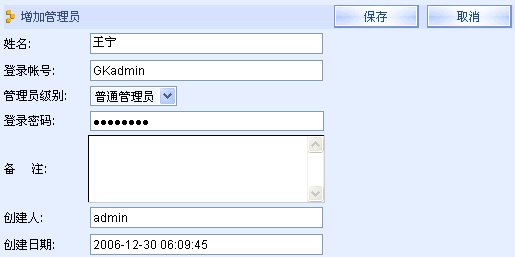 增加管理员 保存 取消
姓名: 王宁
登录帐号: GKadmin
管理员级别: 普通管理员
登录密码: ●●●●●●●●
备 注:
创建人: admin
创建日期: 2006-12-30 06:09:45